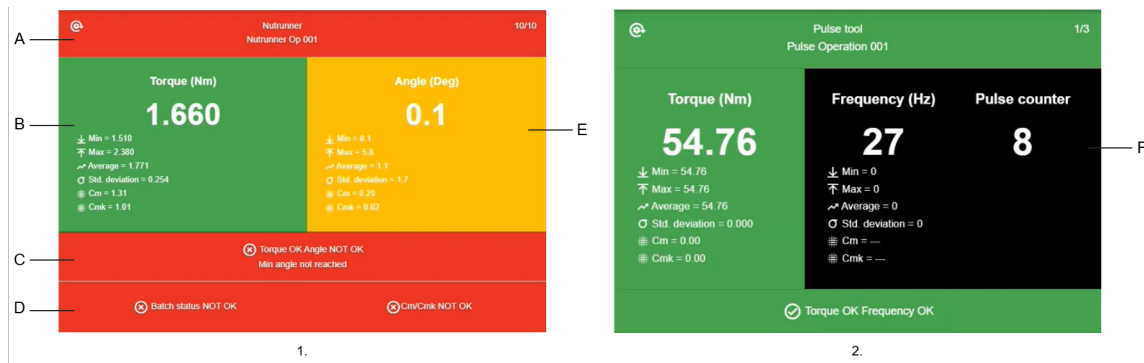 A
B
C
D
Nutrunner
10/10
Nutrunner Op 001
Torque (Nm)
1.660
Min = 1.510
Max = 2.380
Average = 1.771
Std. deviation = 0.254
Cm = 1.31
Cmk = 1.01
Angle (Deg)
0.1
Min = 0.1
Max = 5.8
Average = 1.1
Std. deviation = 1.7
Cm = 0.20
Cmk = 0.02
E
Torque OK Angle NOT OK
Min angle not reached
Batch status NOT OK
Cm/Cmk NOT OK
1.
Pulse tool
1/3
Pulse Operation 001
Torque (Nm)
54.76
Min = 54.76
Max = 54.76
Average = 54.76
Std. deviation = 0.000
Cm = 0.00
Cmk = 0.00
Frequency (Hz)
27
Min = 0
Max = 0
Average = 0
Std. deviation = 0
Cm = ---
Cmk = ---
Pulse counter
8
F
Torque OK Frequency OK
2.